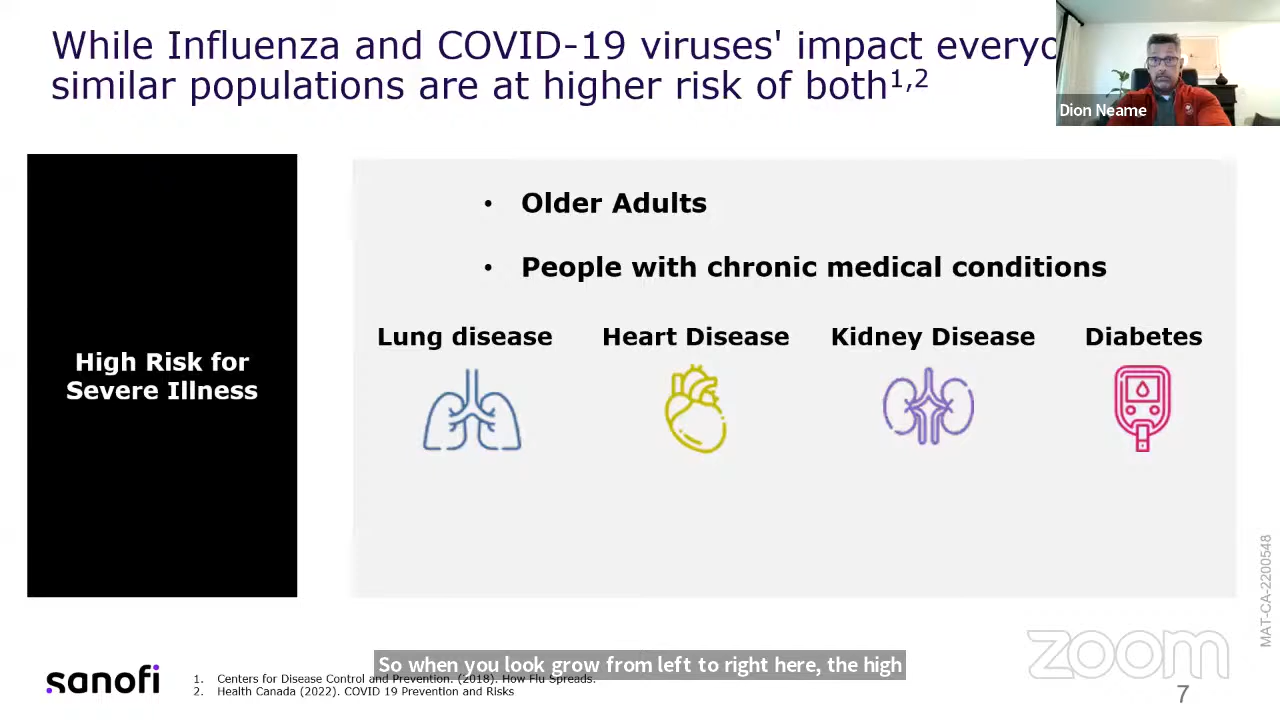 While Influenza and COVID-19 viruses' impact everyo
similar populations are at higher risk of both1,2
Dion Neame
High Risk for
Severe Illness
• Older Adults
• People with chronic medical conditions
Lung disease Heart Disease Kidney Disease Diabetes
So when you look grow from left to right here, the high
sanofi
1. Centers for Disease Control and Prevention. (2018). How Flu Spreads.
2. Health Canada (2022). COVID 19 Prevention and Risks
zoom
7
MAT-CA-2200548